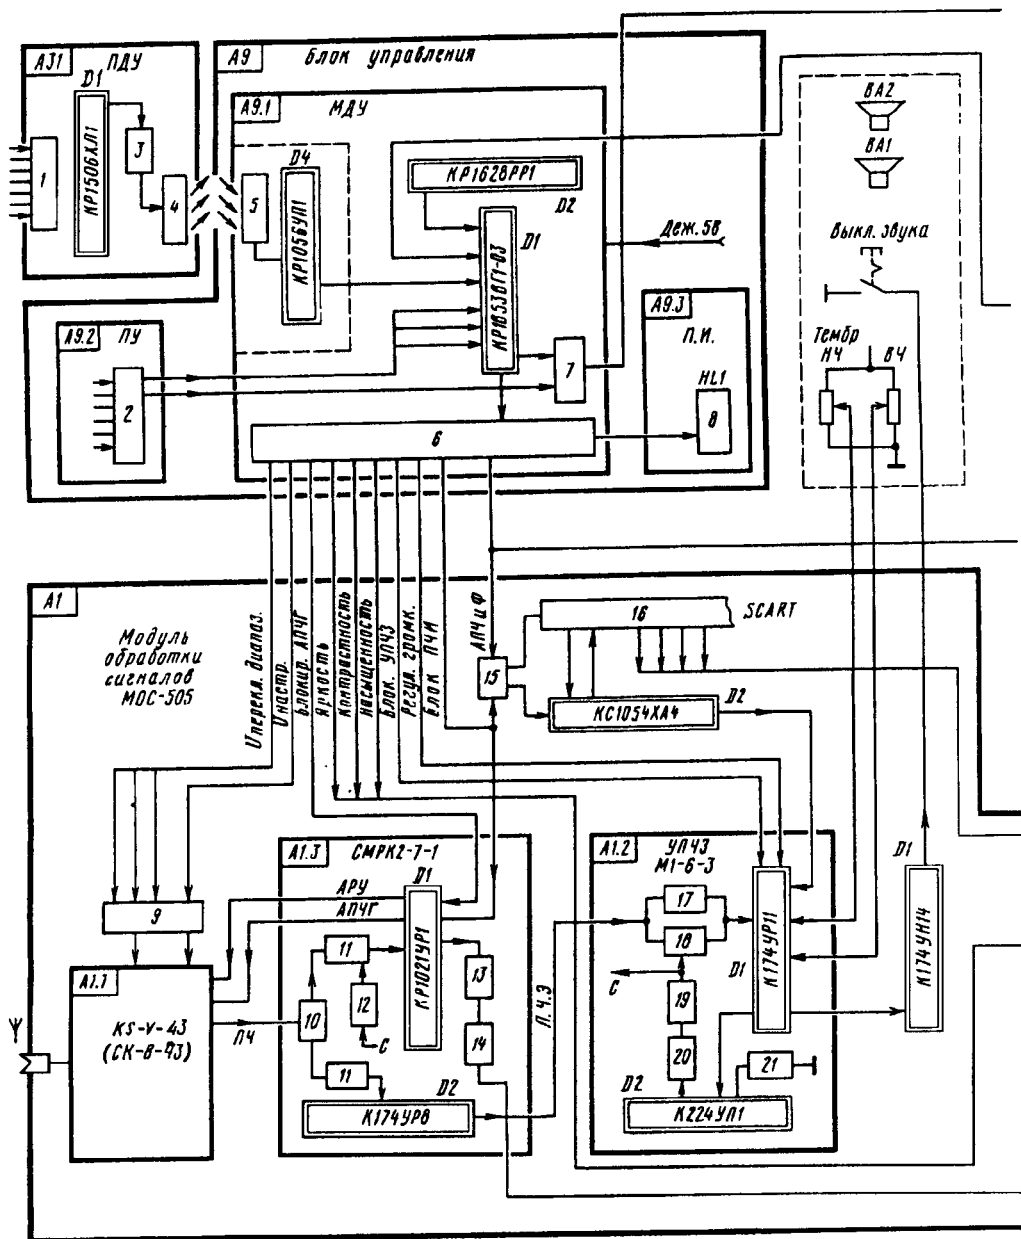 А31
ПДУ
D1
КР1506ХЛ1
1
3
4
А9
Блок управления
А9.1
МДУ
D4
КР1056УП1
5
КР1628РР1
D2
D1
КР1853ВГ1-03
Деж. 5В
7
6
А9.2
ПУ
2
А9.3
П.И.
HL1
8
ВА2
ВА1
Выкл. звука
Тембр
НЧ
ВЧ
А1
Модуль
обработки
сигналов
МОС-505
Uперекл. диапаз.
Uнастр.
Блокир. АПЧГ
Яркость
Контрастность
Насыщенность
Блок. УПЧЗ
Регул. громк.
Блок ПЧИ
АПЧиФ
15
16
SCART
КС1054ХА4
D2
9
А1.1
KS-V-43
(СК-В-43)
АРУ
АПЧГ
ПЧ
А1.3
СМРК2-7-1
D1
КР1021УР1
10
11
12
С
11
13
14
D2
К174УР8
П.Ч.З
А1.2
УПЧЗ
М1-6-3
17
18
С
19
20
D1
К174УР11
21
D2
К224УП1
D1
К174УН14